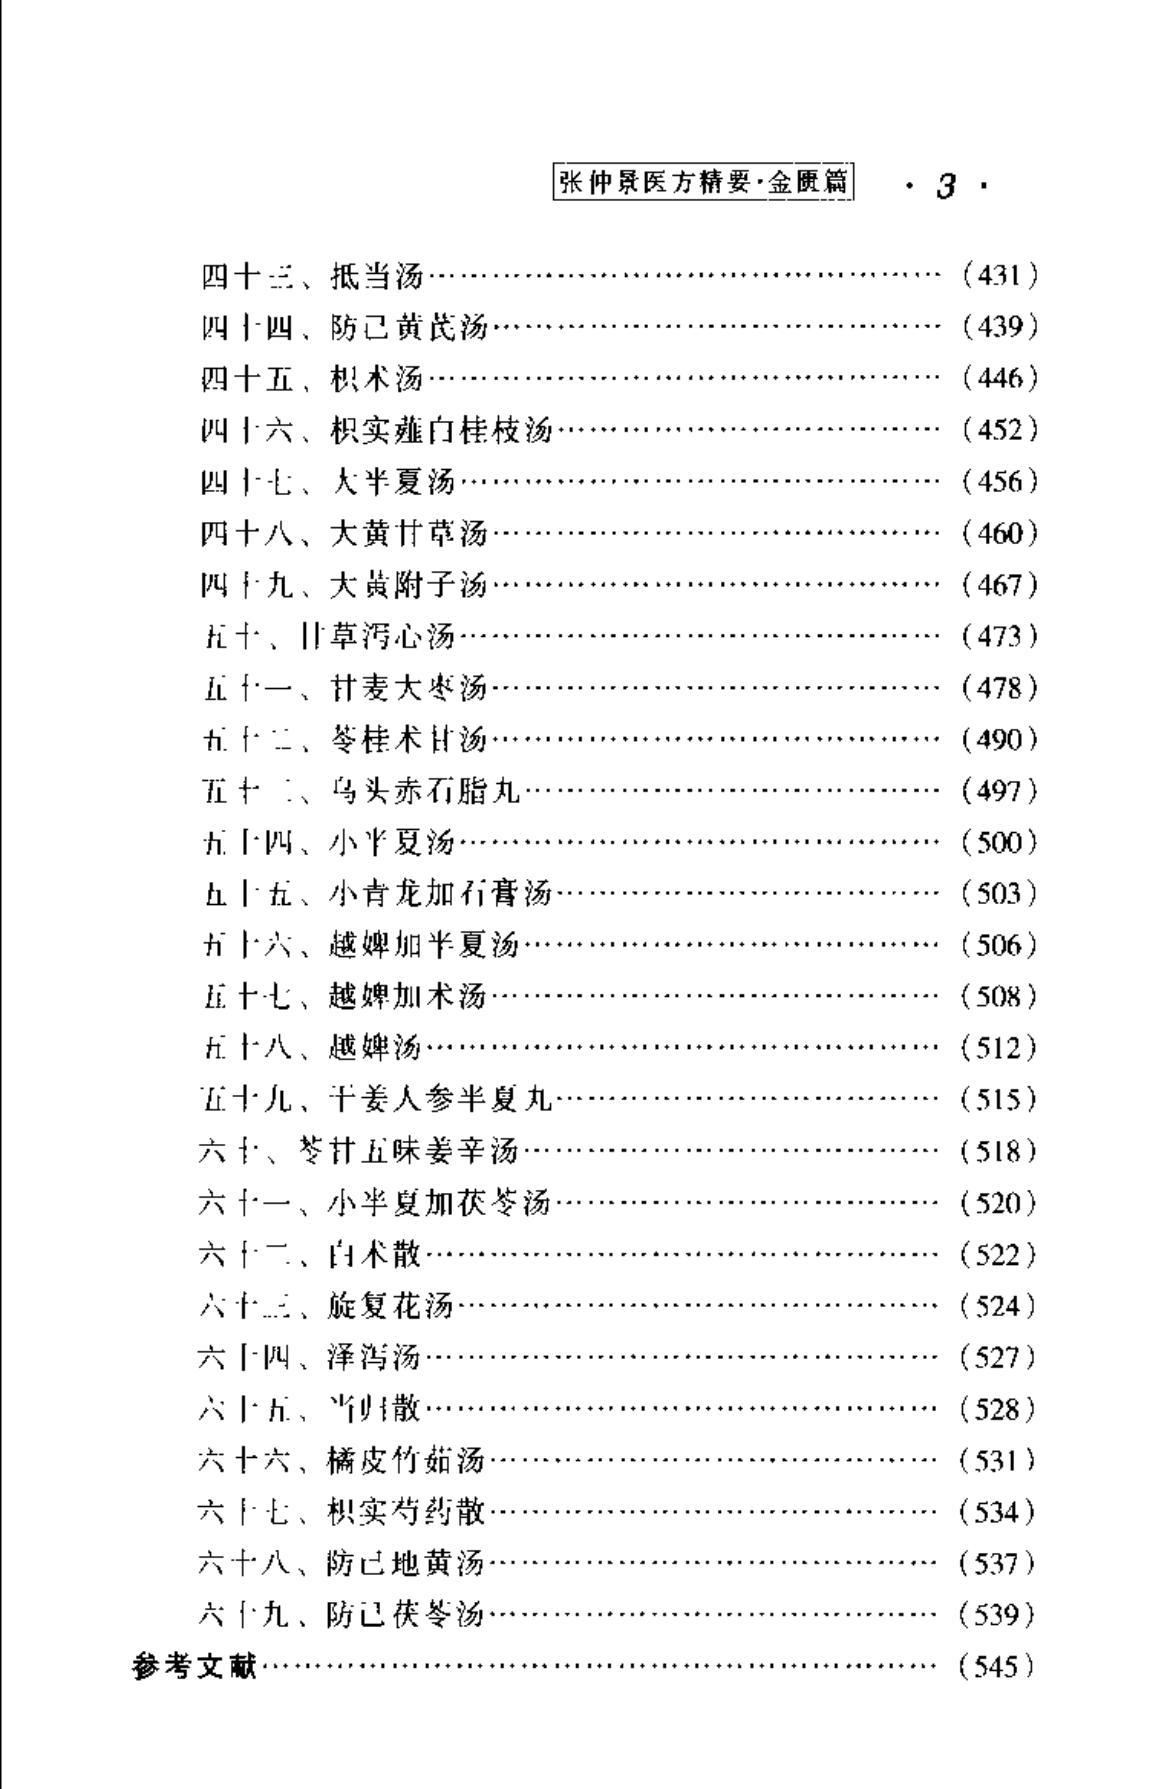 张仲景医方精要·金匮篇 · 3 ·
四十三、抵当汤……(431)
四十四、防己黄芪汤……(439)
四十五、枳术汤……(446)
四十六、枳实薤白桂枝汤……(452)
四十七、大半夏汤……(456)
四十八、大黄甘草汤……(460)
四十九、大黄附子汤……(467)
五十、甘草泻心汤……(473)
五十一、甘麦大枣汤……(478)
五十二、苓桂术甘汤……(490)
五十三、乌头赤石脂丸……(497)
五十四、小半夏汤……(500)
五十五、小青龙加石膏汤……(503)
五十六、越婢加半夏汤……(506)
五十七、越婢加术汤……(508)
五十八、越婢汤……(512)
五十九、干姜人参半夏丸……(515)
六十、苓甘五味姜辛汤……(518)
六十一、小半夏加茯苓汤……(520)
六十二、白术散……(522)
六十三、旋复花汤……(524)
六十四、泽泻汤……(527)
六十五、当归散……(528)
六十六、橘皮竹茹汤……(531)
六十七、枳实芍药散……(534)
六十八、防己地黄汤……(537)
六十九、防己茯苓汤……(539)
参考文献……(545)